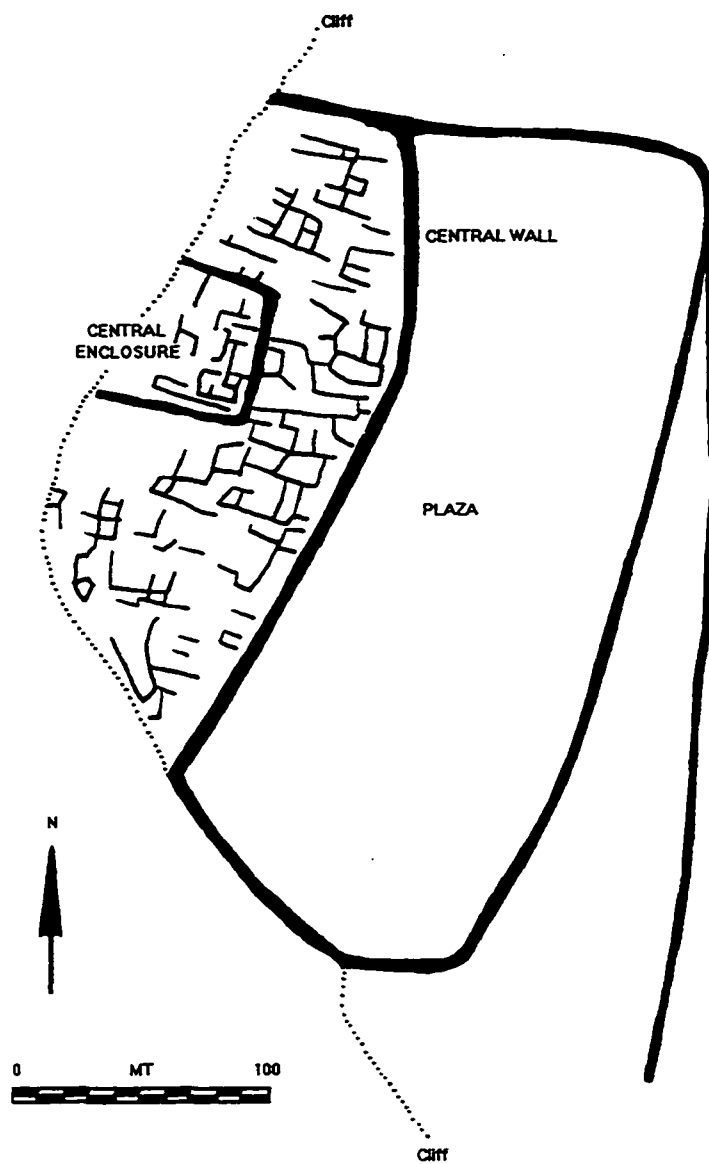 Cliff
CENTRAL WALL
CENTRAL
ENCLOSURE
PLAZA
N
0 MT 100
Cliff